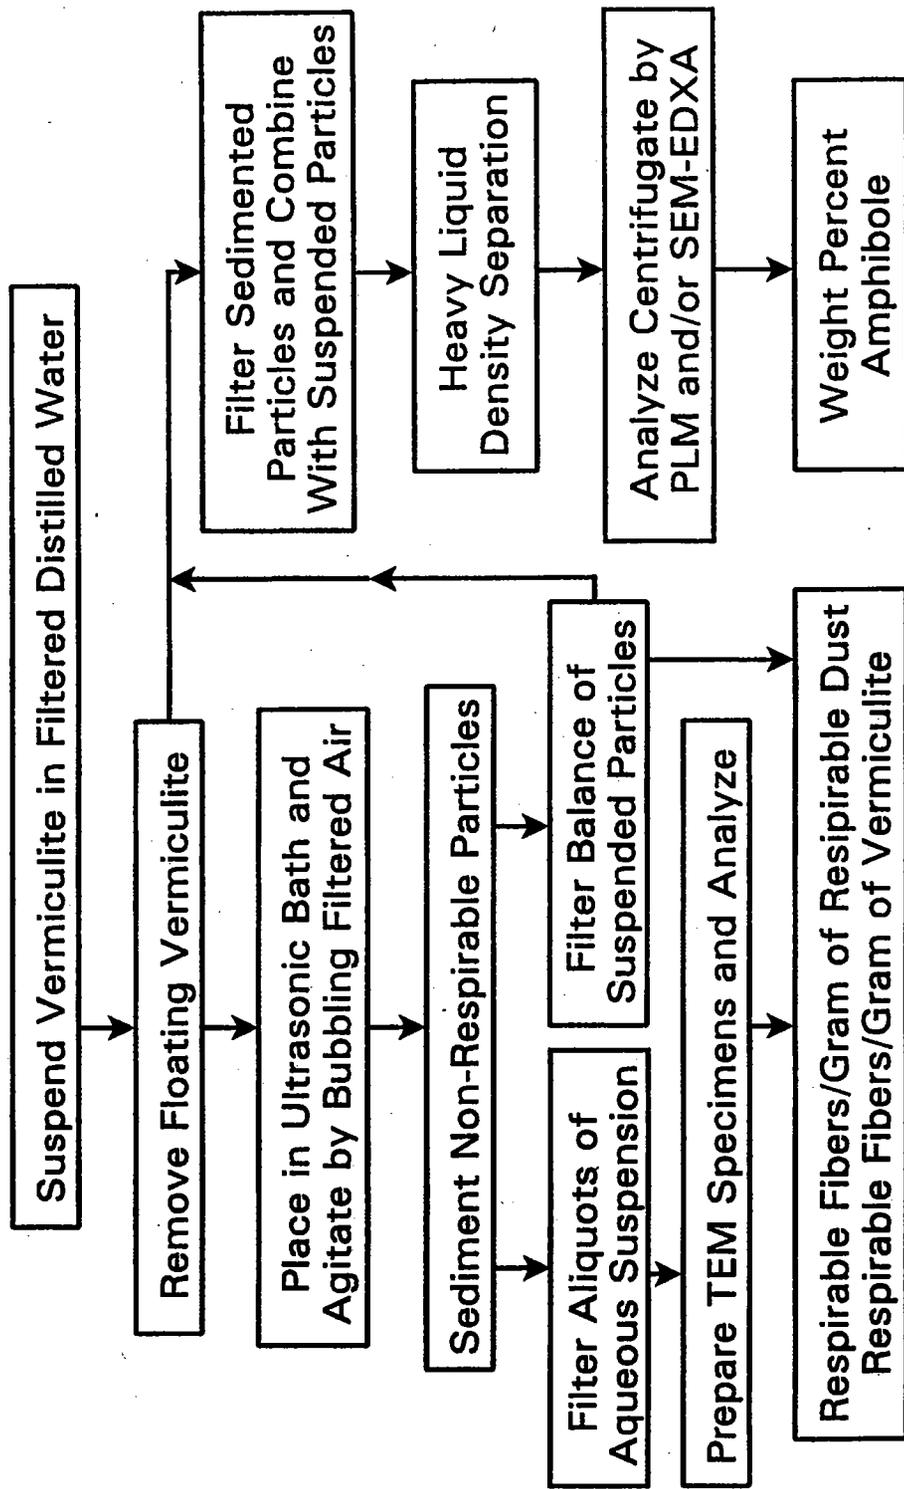 Suspend Vermiculite in Filtered Distilled Water
Remove Floating Vermiculite
Place in Ultrasonic Bath and
Agitate by Bubbling Filtered Air
Sediment Non-Respirable Particles
Filter Aliquots of
Aqueous Suspension
Filter Balance of
Suspended Particles
Prepare TEM Specimens and Analyze
Respirable Fibers/Gram of Resipirable Dust
Respirable Fibers/Gram of Vermiculite
Filter Sedimented
Particles and Combine
With Suspended Particles
Heavy Liquid
Density Separation
Analyze Centrifugate by
PLM and/or SEM-EDXA
Weight Percent
Amphibole